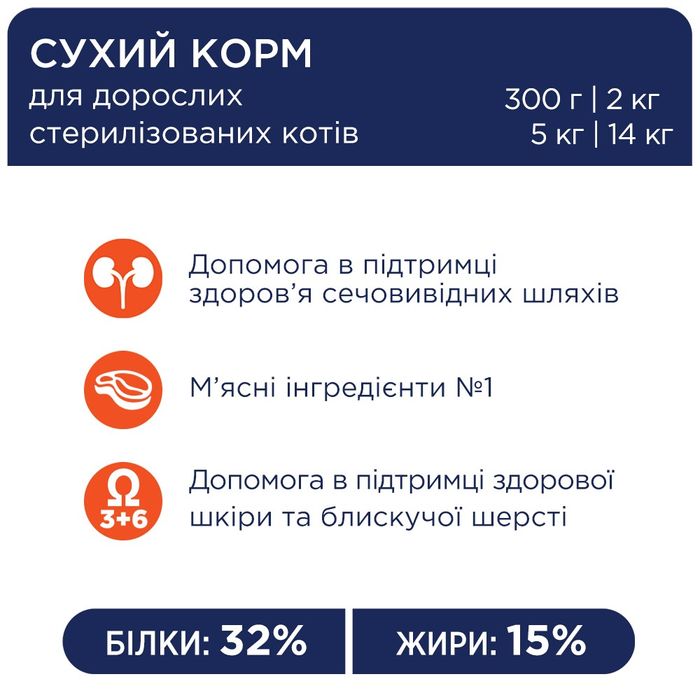 СУХИЙ КОРМ
для дорослих
стерилізованих котів
300 г | 2 кг
5 кг | 14 кг
Допомога в підтримці
здоров’я сечовивідних шляхів
М’ясні інгредієнти №1
Ω
3+6
Допомога в підтримці здорової
шкіри та блискучої шерсті
БІЛКИ: 32%
ЖИРИ: 15%